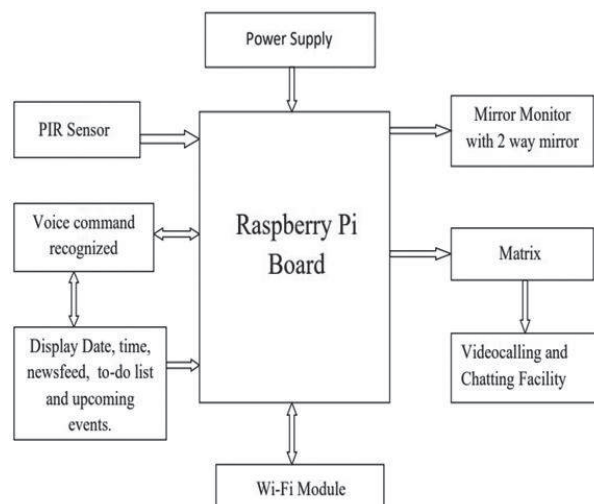 Power Supply
PIR Sensor
Mirror Monitor
with 2 way mirror
Voice command
recognized
Raspberry Pi
Board
Matrix
Display Date, time,
newsfeed, to-do list
and upcoming
events.
Videocalling and
Chatting Facility
Wi-Fi Module